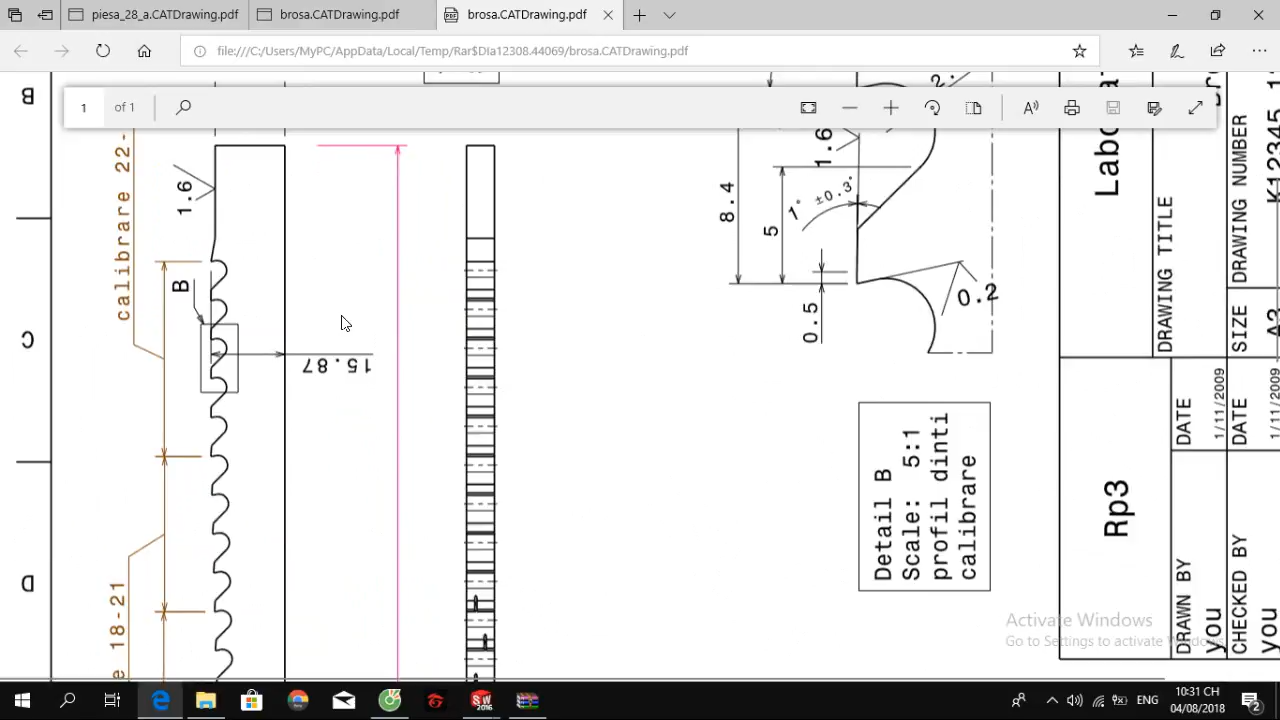 piesa_28_a.CATDrawing.pdf
brosa.CATDrawing.pdf
brosa.CATDrawing.pdf
file:///C:/Users/MyPC/AppData/Local/Temp/Rar$DIa12308.44069/brosa.CATDrawing.pdf
1 of 1
B
C
D
calibrare 22-
e 18-21
1.6
B
15.87
8.4
5
0.5
1° ±0.3°
1.6
2.
0.2
Detail B
Scale: 5:1
profil dinti
calibrare
Labo
DRAWING TITLE
SIZE
A3
DRAWING NUMBER
K12345
Rp3
DRAWN BY
you
DATE
1/11/2009
CHECKED BY
you
DATE
1/11/2009
Activate Windows
Go to Settings to activate Windows.
ENG
10:31 CH
04/08/2018
2
SW
2016